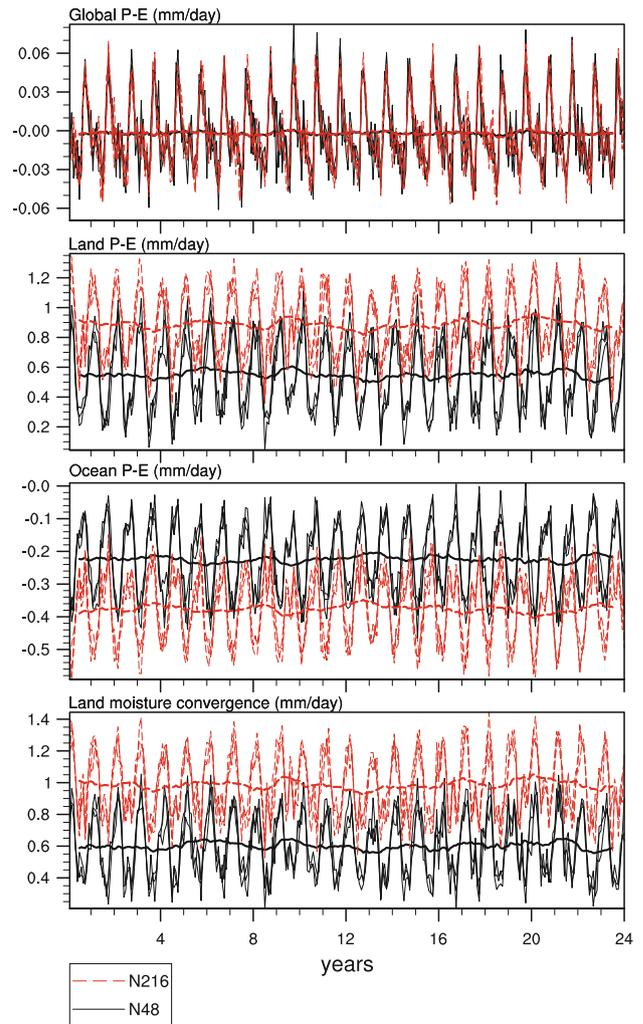 Global P-E (mm/day)
0.06
0.03
-0.00
-0.03
-0.06
Land P-E (mm/day)
1.2
1
0.8
0.6
0.4
0.2
Ocean P-E (mm/day)
-0.0
-0.1
-0.2
-0.3
-0.4
-0.5
Land moisture convergence (mm/day)
1.4
1.2
1
0.8
0.6
0.4
4 8 12 16 20 24
years
N216
N48